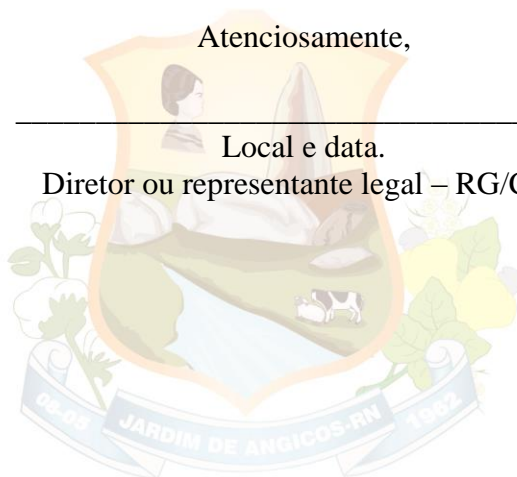 Atenciosamente,
Local e data.
Diretor ou representante legal – RG/C
08-05 JARDIM DE ANGICOS-RN 1962